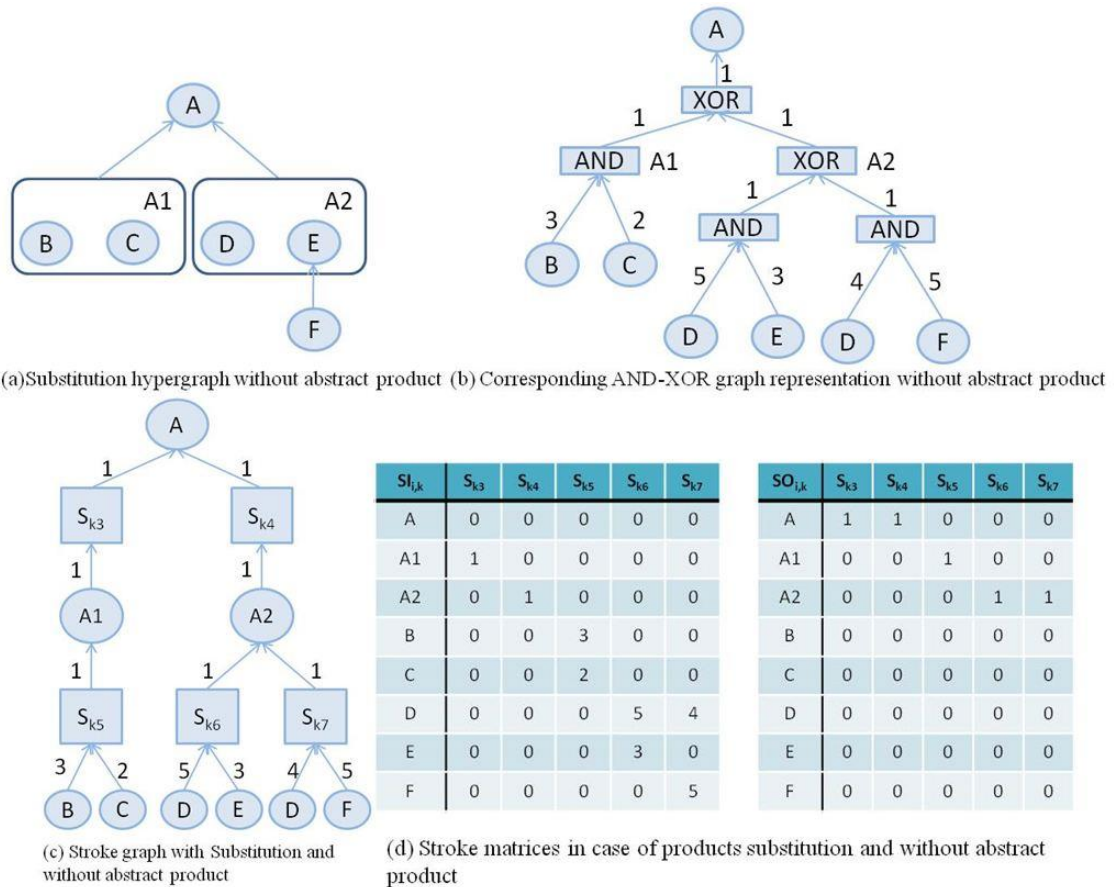 A
A1
A2
B
C
D
E
F
(a)Substitution hypergraph without abstract product
A
1
XOR
1
1
AND
A1
XOR
A2
3
2
1
1
B
C
AND
AND
5
3
4
5
D
E
D
F
(b) Corresponding AND-XOR graph representation without abstract product
A
1
1
Sk3
Sk4
1
1
A1
A2
1
1
1
Sk5
Sk6
Sk7
3
2
5
3
4
5
B
C
D
E
D
F
(c) Stroke graph with Substitution and
without abstract product
SIi,k Sk3 Sk4 Sk5 Sk6 Sk7
A 0 0 0 0 0
A1 1 0 0 0 0
A2 0 1 0 0 0
B 0 0 3 0 0
C 0 0 2 0 0
D 0 0 0 5 4
E 0 0 0 3 0
F 0 0 0 0 5
SOi,k Sk3 Sk4 Sk5 Sk6 Sk7
A 1 1 0 0 0
A1 0 0 1 0 0
A2 0 0 0 1 1
B 0 0 0 0 0
C 0 0 0 0 0
D 0 0 0 0 0
E 0 0 0 0 0
F 0 0 0 0 0
(d) Stroke matrices in case of products substitution and without abstract
product